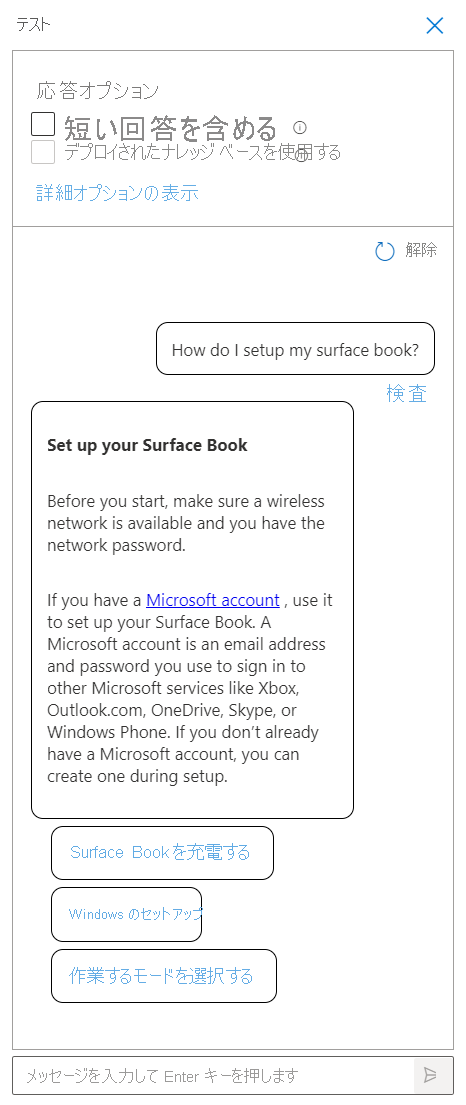 テスト
応答オプション
短い回答を含める
デプロイされたナレッジ ベースを使用する
詳細オプションの表示
解除
How do I setup my surface book?
検査
Set up your Surface Book
Before you start, make sure a wireless
network is available and you have the
network password.
If you have a Microsoft account , use it
to set up your Surface Book. A
Microsoft account is an email address
and password you use to sign in to
other Microsoft services like Xbox,
Outlook.com, OneDrive, Skype, or
Windows Phone. If you don’t already
have a Microsoft account, you can
create one during setup.
Surface Bookを充電する
Windows のセットアップ
作業するモードを選択する
メッセージを入力して Enter キーを押します